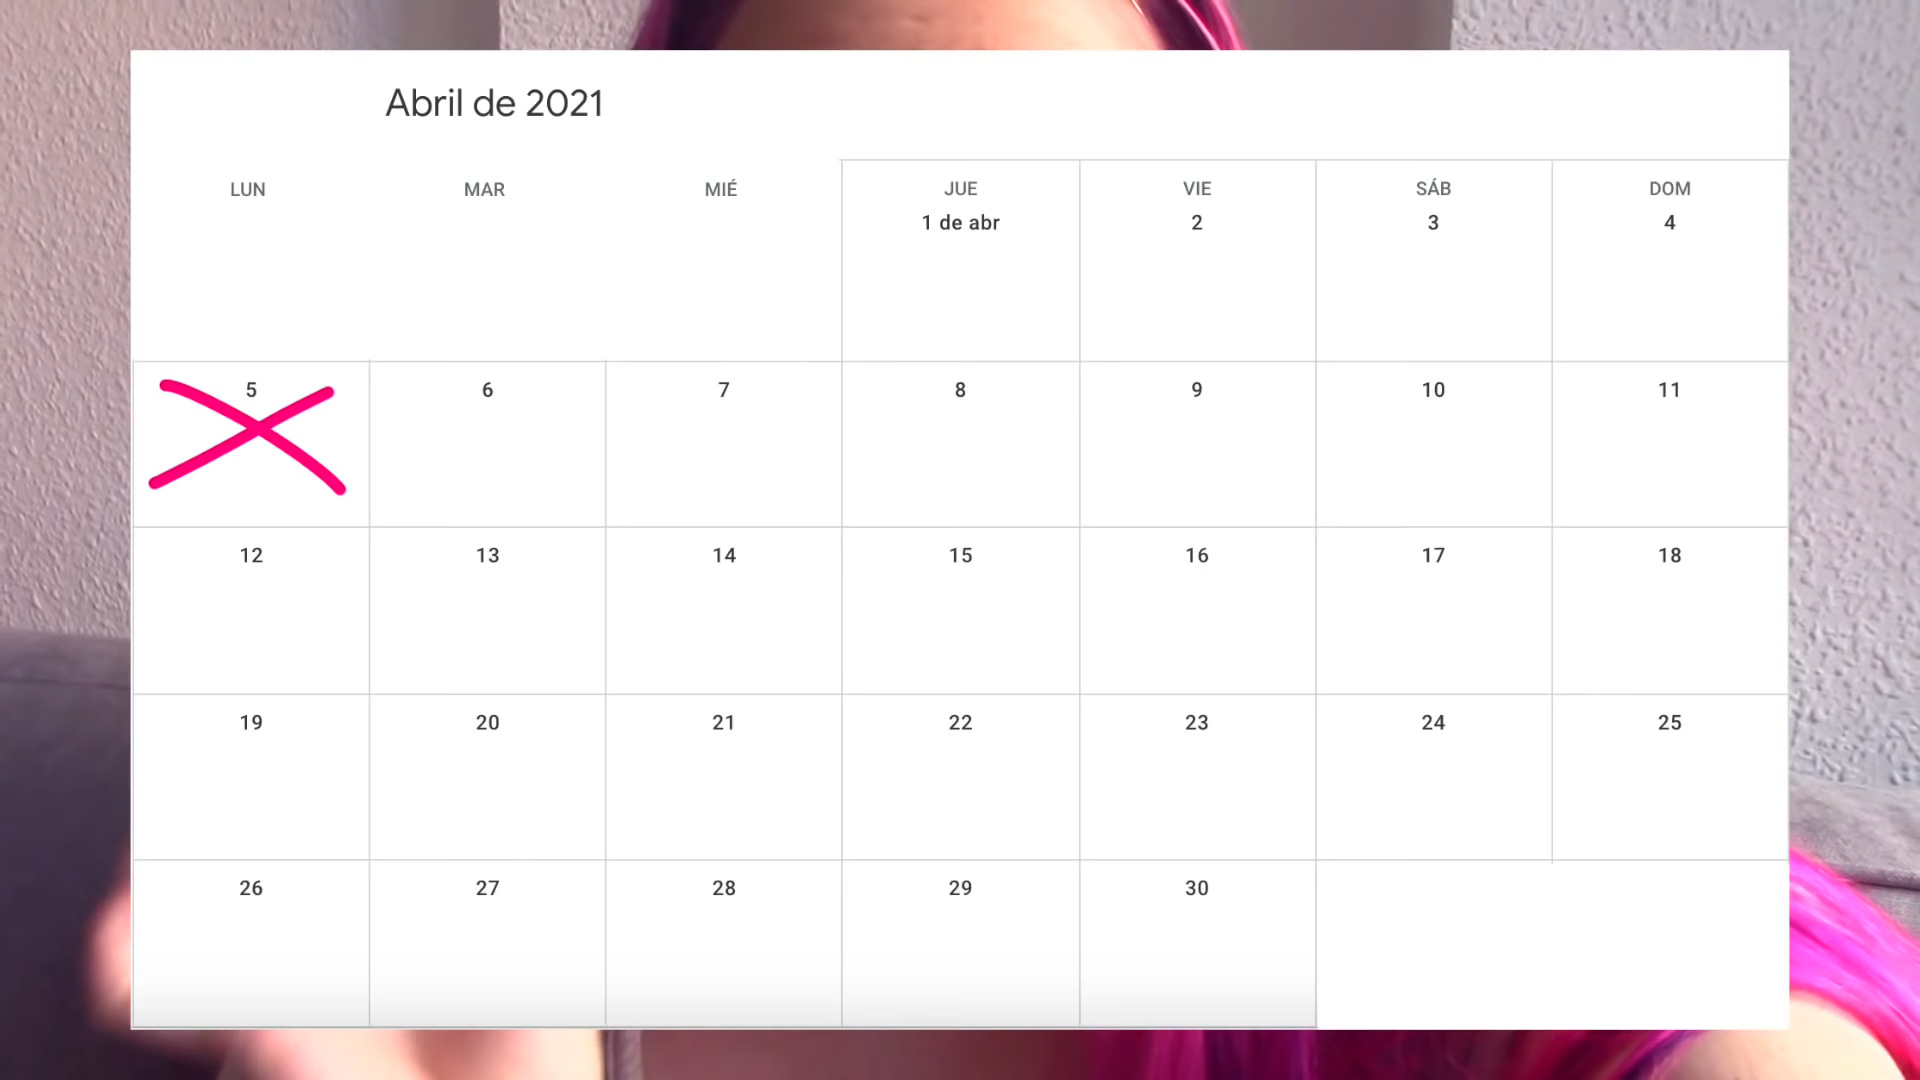 Abril de 2021
LUN MAR MIÉ JUE VIE SÁB DOM
1 de abr 2 3 4
5 6 7 8 9 10 11
12 13 14 15 16 17 18
19 20 21 22 23 24 25
26 27 28 29 30